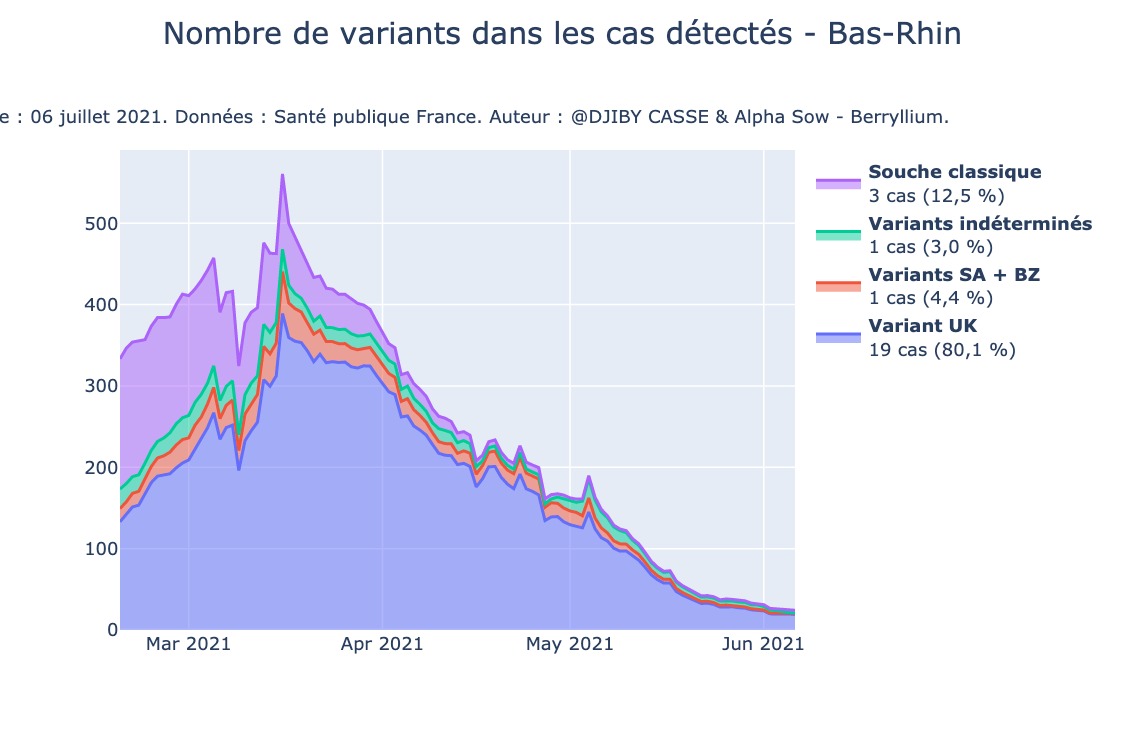 Nombre de variants dans les cas détectés - Bas-Rhin
e : 06 juillet 2021. Données : Santé publique France. Auteur : @DJIBY CASSE & Alpha Sow - Berryllium.
Souche classique
3 cas (12,5 %)
Variants indéterminés
1 cas (3,0 %)
Variants SA + BZ
1 cas (4,4 %)
Variant UK
19 cas (80,1 %)
500
400
300
200
100
0
Mar 2021
Apr 2021
May 2021
Jun 2021